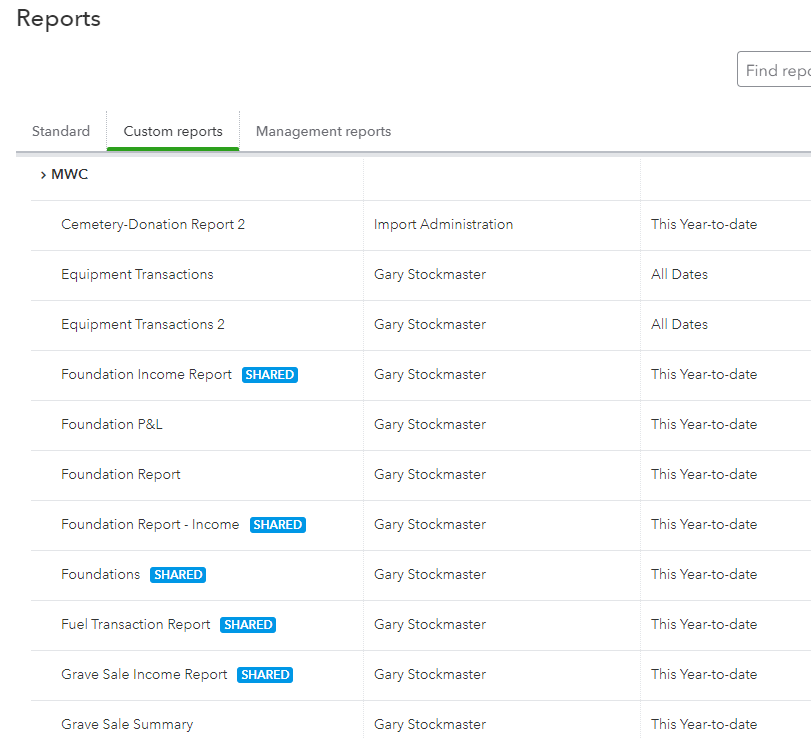 Reports
Find repo
Standard Custom reports Management reports
MWC
Cemetery-Donation Report 2 Import Administration This Year-to-date
Equipment Transactions Gary Stockmaster All Dates
Equipment Transactions 2 Gary Stockmaster All Dates
Foundation Income Report SHARED Gary Stockmaster This Year-to-date
Foundation P&L Gary Stockmaster This Year-to-date
Foundation Report Gary Stockmaster This Year-to-date
Foundation Report - Income SHARED Gary Stockmaster This Year-to-date
Foundations SHARED Gary Stockmaster This Year-to-date
Fuel Transaction Report SHARED Gary Stockmaster This Year-to-date
Grave Sale Income Report SHARED Gary Stockmaster This Year-to-date
Grave Sale Summary Gary Stockmaster This Year-to-date